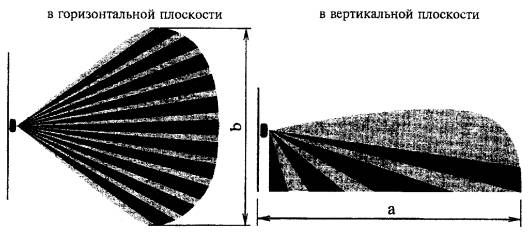 в горизонтальной плоскости
в вертикальной плоскости
b
a